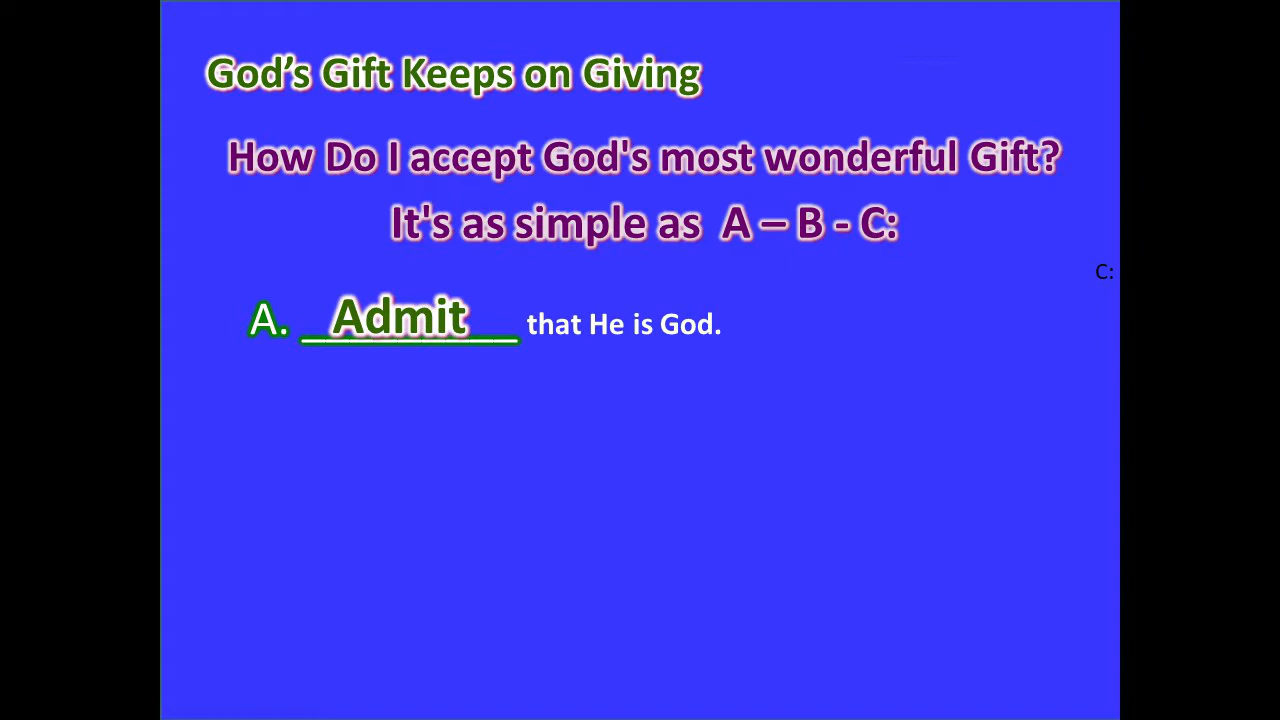 God’s Gift Keeps on Giving
How Do I accept God's most wonderful Gift?
It's as simple as A – B - C:
C:
A. __Admit__ that He is God.